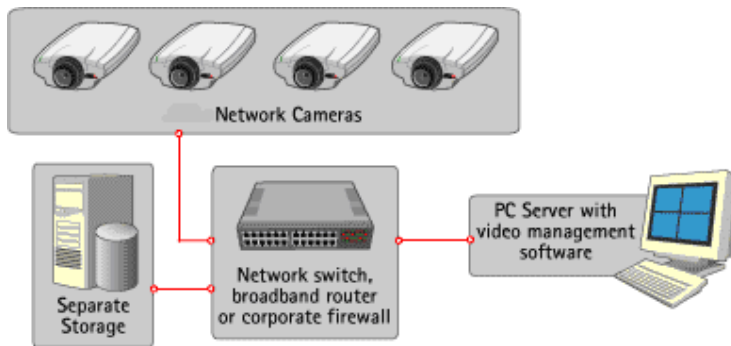 Network Cameras
Separate
Storage
Network switch,
broadband router
or corporate firewall
PC Server with
video management
software